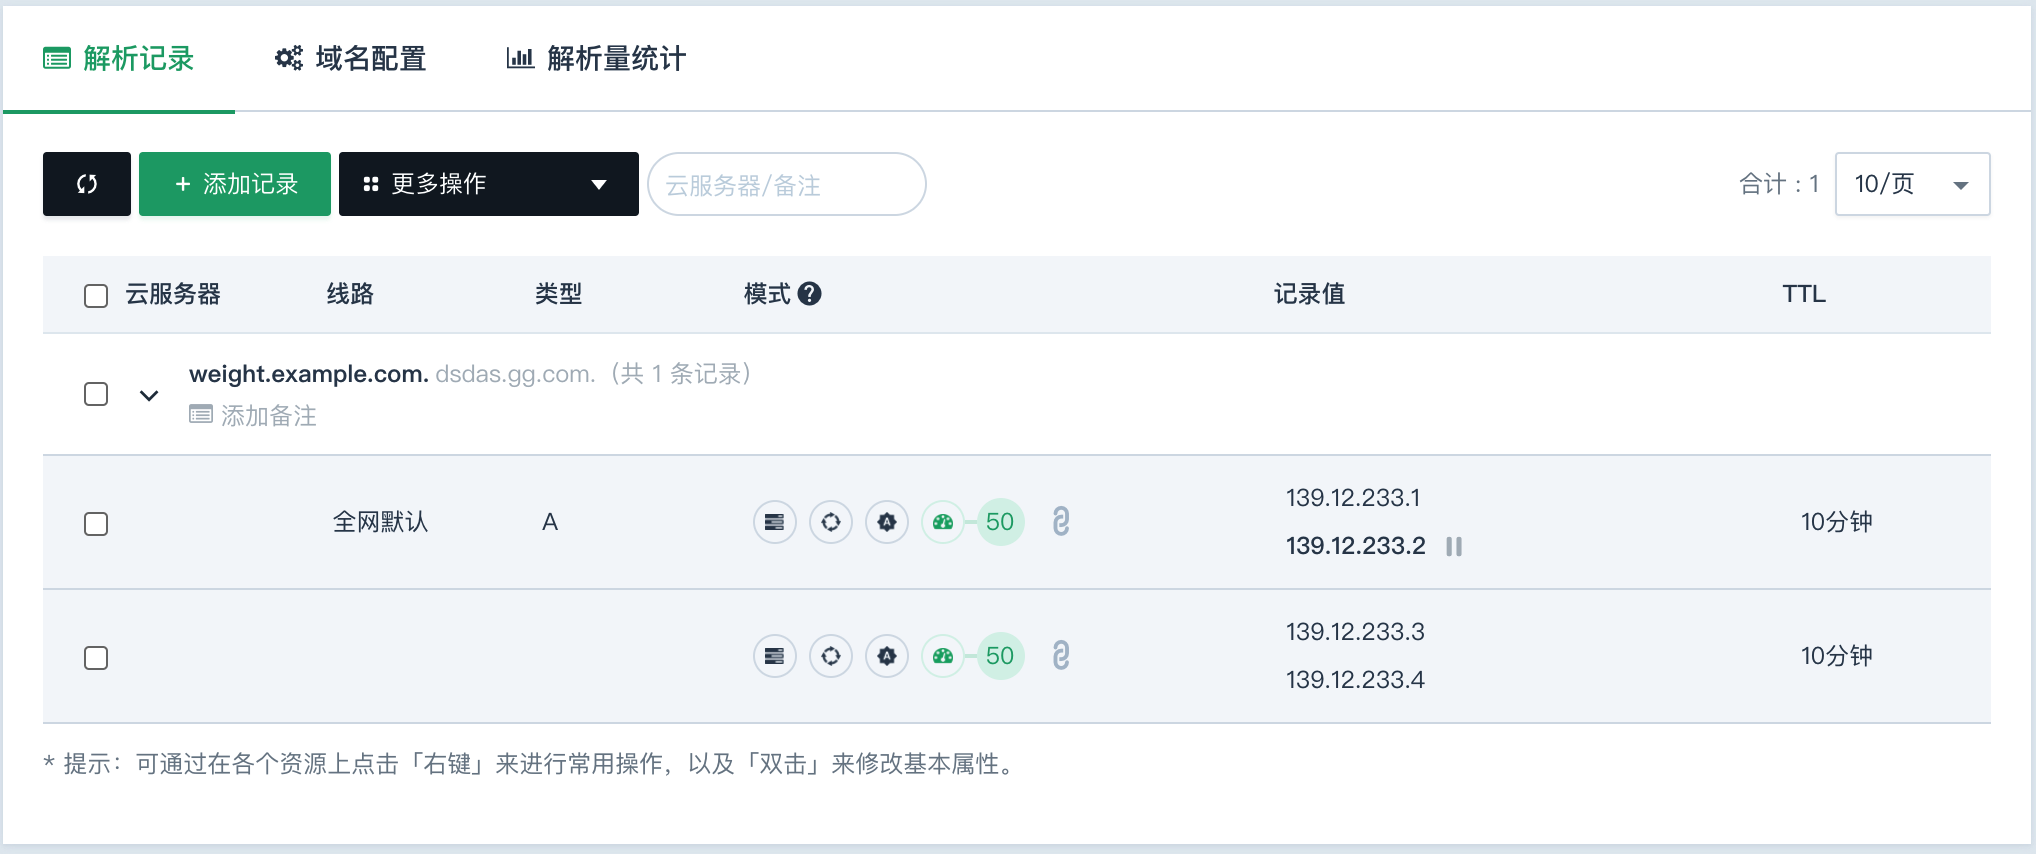 解析记录 域名配置 解析量统计
+ 添加记录 更多操作 云服务器/备注 合计 : 1 10/页
云服务器 线路 类型 模式 ? 记录值 TTL
weight.example.com. dsdas.gg.com.（共 1 条记录）
添加备注
全网默认 A A 50 139.12.233.1 10分钟
139.12.233.2
A 50 139.12.233.3 10分钟
139.12.233.4
* 提示：可通过在各个资源上点击「右键」来进行常用操作，以及「双击」来修改基本属性。